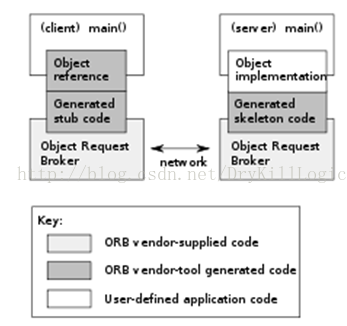 (client) main()
(server) main()
Object
reference
Object
implementation
Generated
stub code
Generated
skeleton code
Object Request
Broker
network
Object Request
Broker
http://blog.csdn.net/DryKillLogic
Key:
ORB vendor-supplied code
ORB vendor-tool generated code
User-defined application code